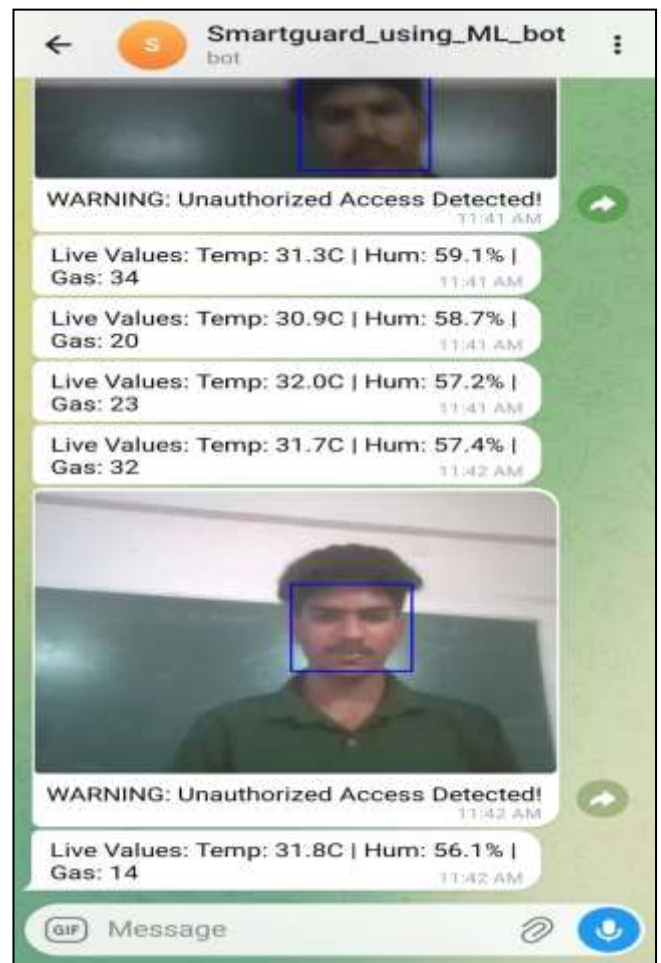 S
Smartguard_using_ML_bot
bot
WARNING: Unauthorized Access Detected!
11:41 AM
Live Values: Temp: 31.3C | Hum: 59.1% |
Gas: 34
11:41 AM
Live Values: Temp: 30.9C | Hum: 58.7% |
Gas: 20
11:41 AM
Live Values: Temp: 32.0C | Hum: 57.2% |
Gas: 23
11:41 AM
Live Values: Temp: 31.7C | Hum: 57.4% |
Gas: 32
11:42 AM
WARNING: Unauthorized Access Detected!
11:42 AM
Live Values: Temp: 31.8C | Hum: 56.1% |
Gas: 14
11:42 AM
GIF Message